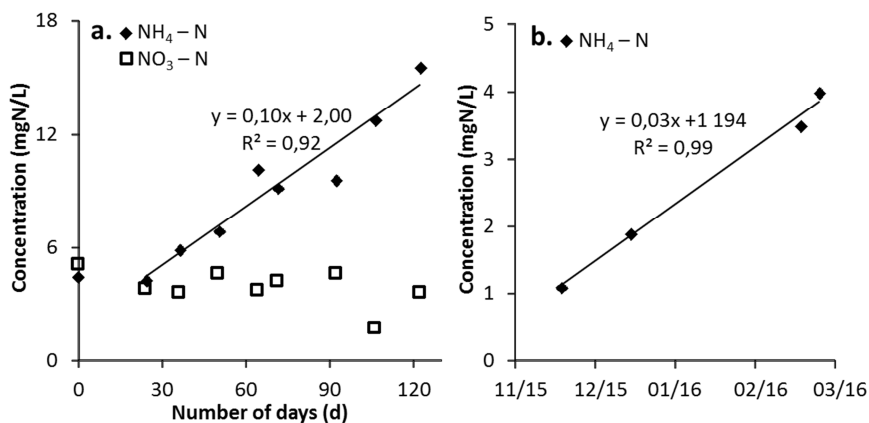 a. NH₄ – N
NO₃ – N
y = 0,10x + 2,00
R² = 0,92
Concentration (mgN/L)
18
12
6
0
0 30 60 90 120
Number of days (d)
b. NH₄ – N
y = 0,03x +1 194
R² = 0,99
Concentration (mgN/L)
5
4
3
2
1
0
11/15 12/15 01/16 02/16 03/16